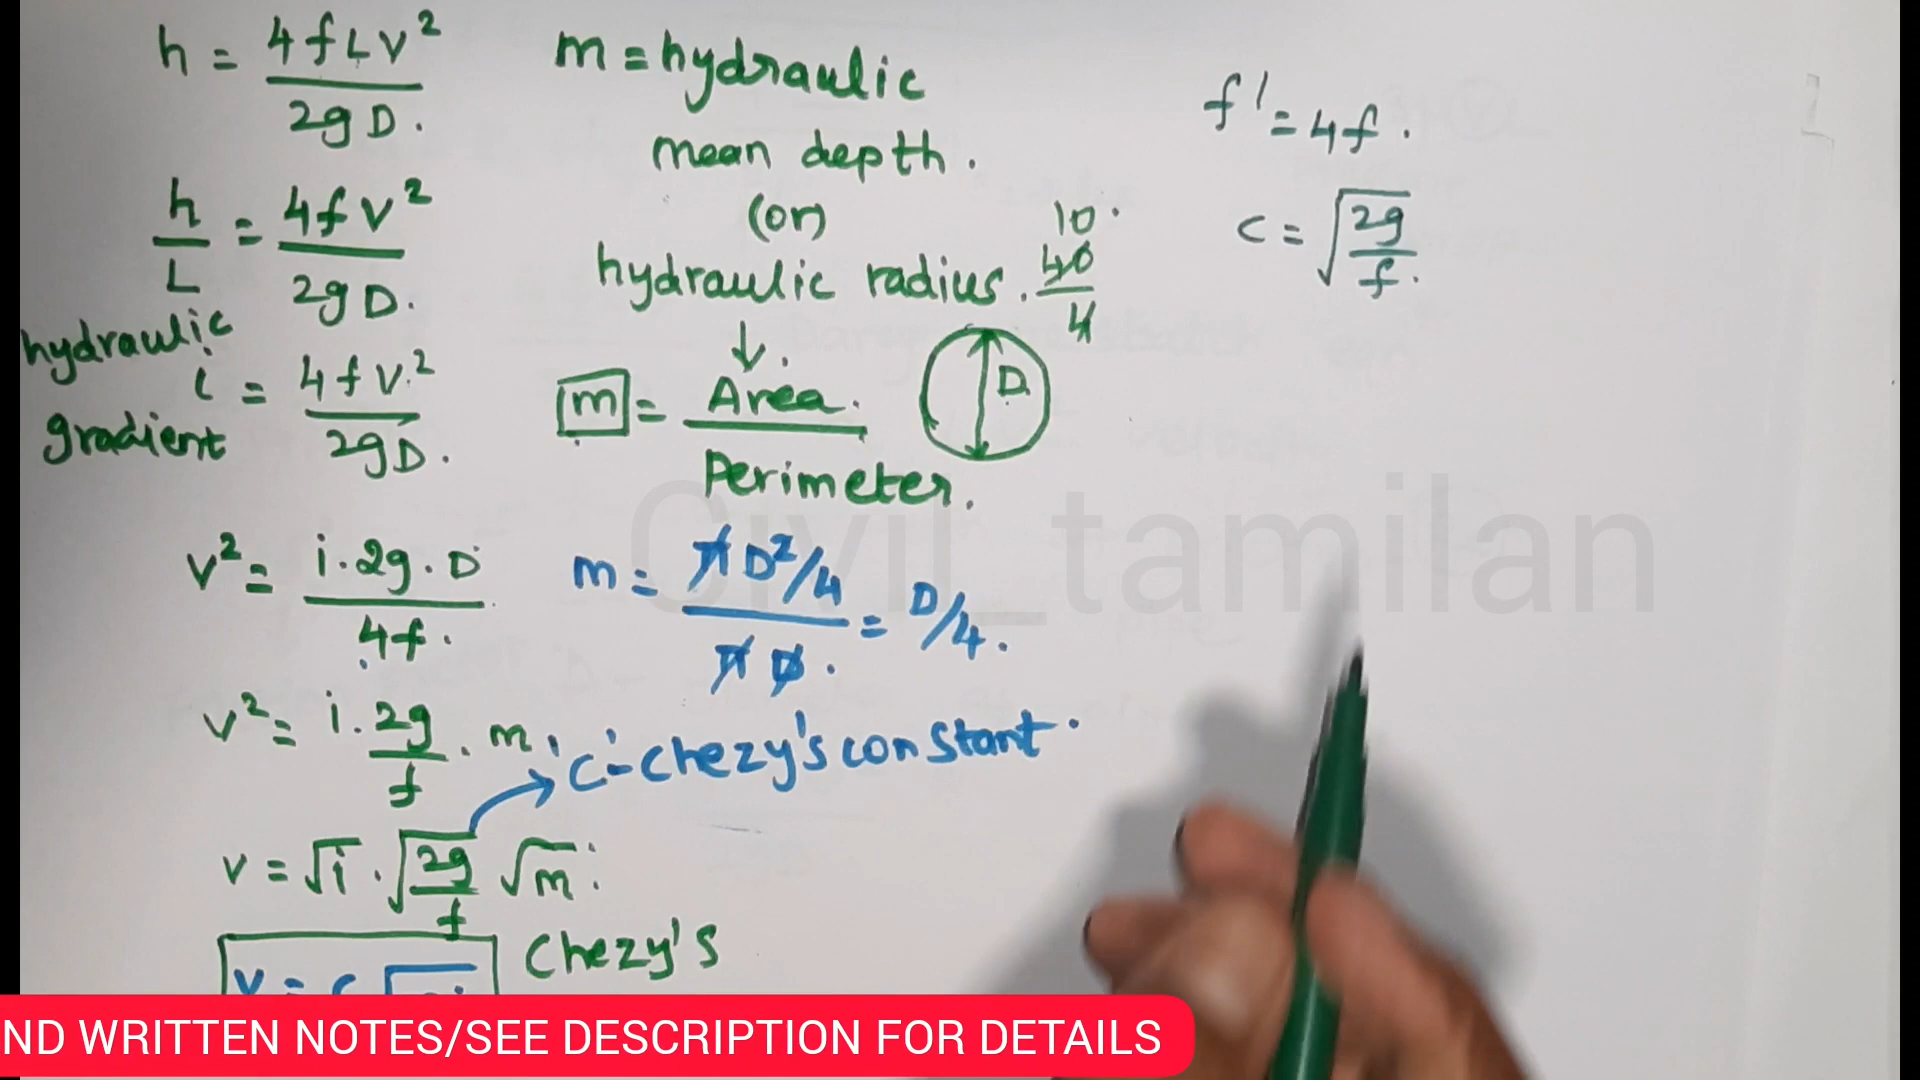 h = 4fLV² / 2gD.
h/L = 4fV² / 2gD.
hydraulic
gradient
i = 4fV² / 2gD.
V² = i.2g.D / 4f.
V² = i. 2g/f . m
V = √i . √(2g/f) √m
V = C √
Chezy's
m = hydraulic
mean depth.
(or)
hydraulic radius.
10
40
4
m = Area. / Perimeter.
D
m = πD²/4 / πD. = D/4.
'C'-chezy's constant
f' = 4f.
C = √(2g/f).
Civil_tamilan
ND WRITTEN NOTES/SEE DESCRIPTION FOR DETAILS